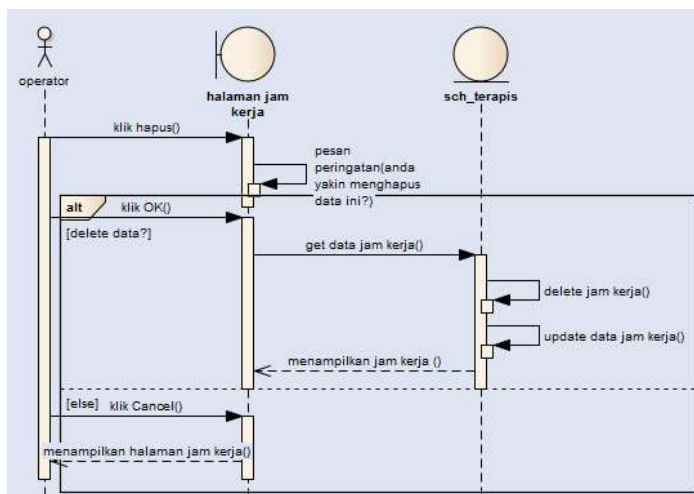 operator
halaman jam
kerja
sch_terapis
klik hapus()
pesan
peringatan(anda
yakin menghapus
data ini?)
alt
klik OK()
[delete data?]
get data jam kerja()
delete jam kerja()
update data jam kerja()
menampilkan jam kerja ()
[else] klik Cancel()
menampilkan halaman jam kerja()